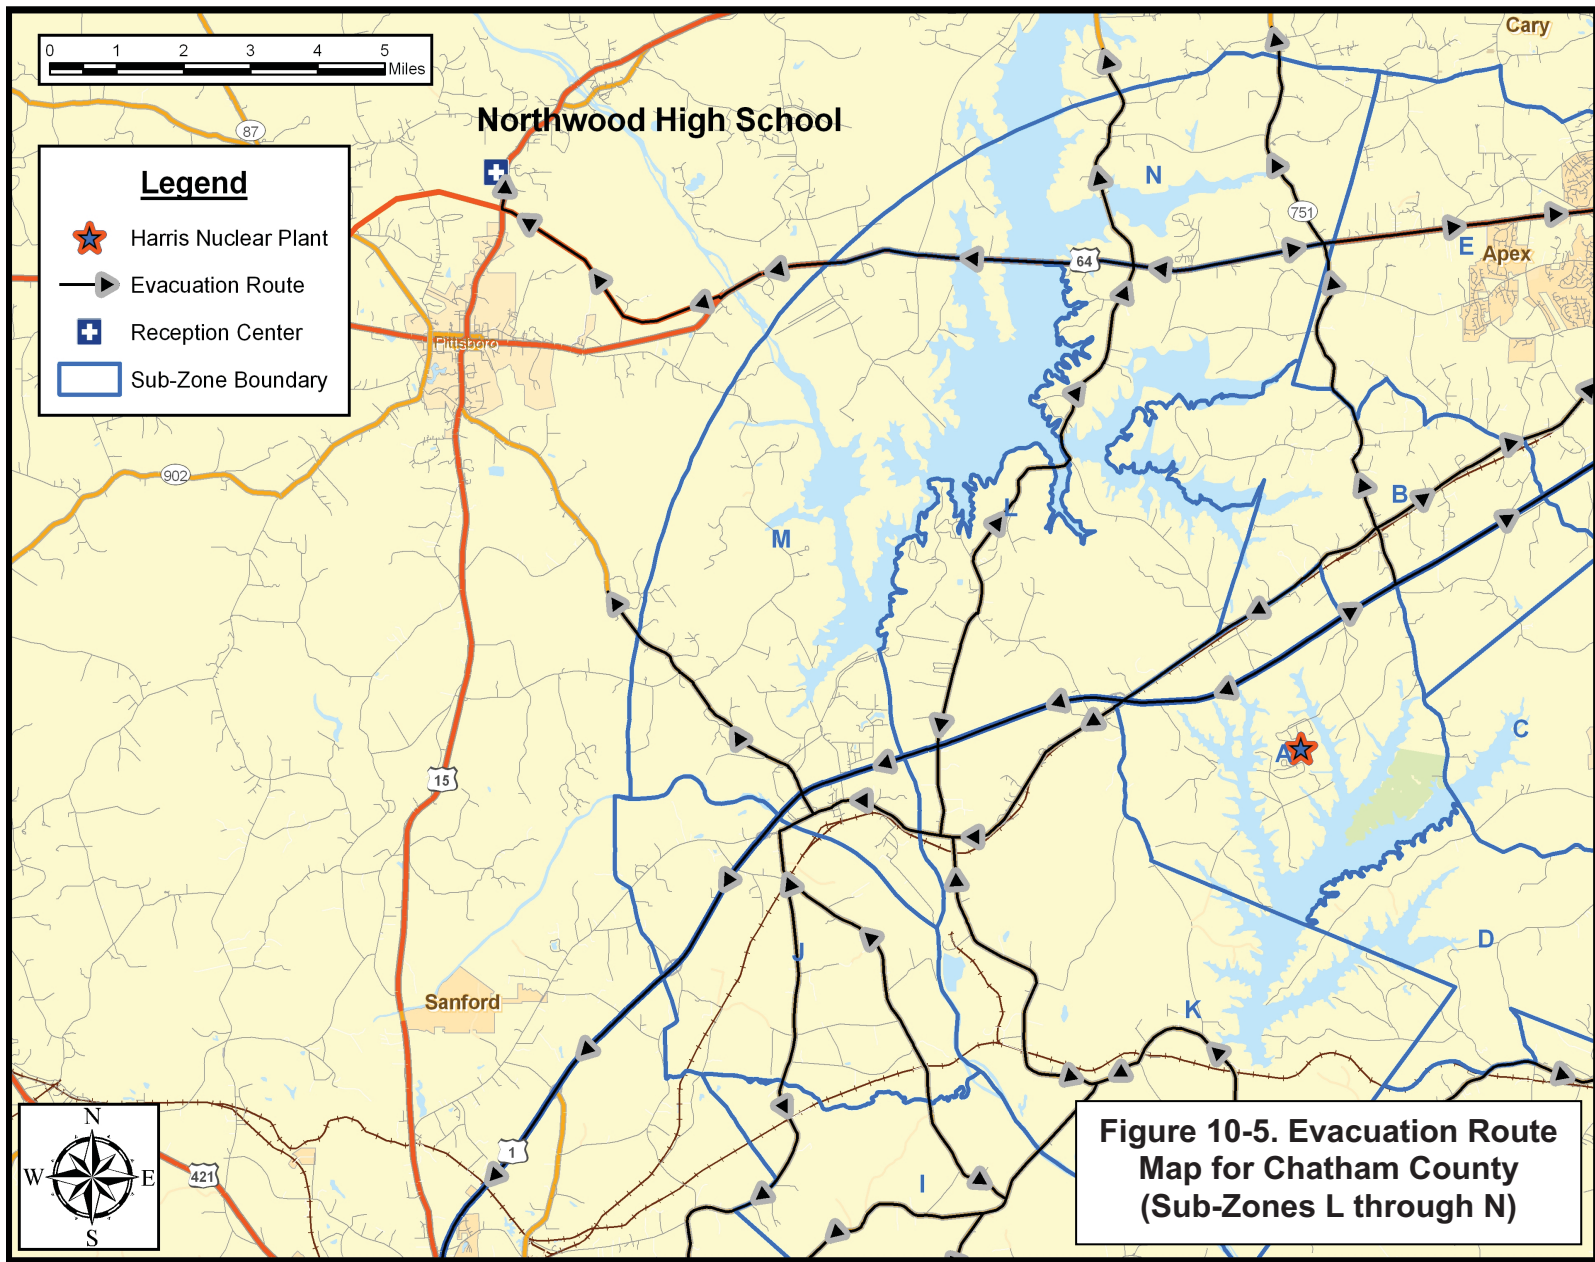 0 1 2 3 4 5
Miles
Cary
87
Northwood High School
Legend
Harris Nuclear Plant
Evacuation Route
Reception Center
Sub-Zone Boundary
N
751
E
Apex
64
Pittsboro
902
B
L
M
A
C
15
J
D
Sanford
K
N
W E
S
421
1
I
Figure 10-5. Evacuation Route
Map for Chatham County
(Sub-Zones L through N)